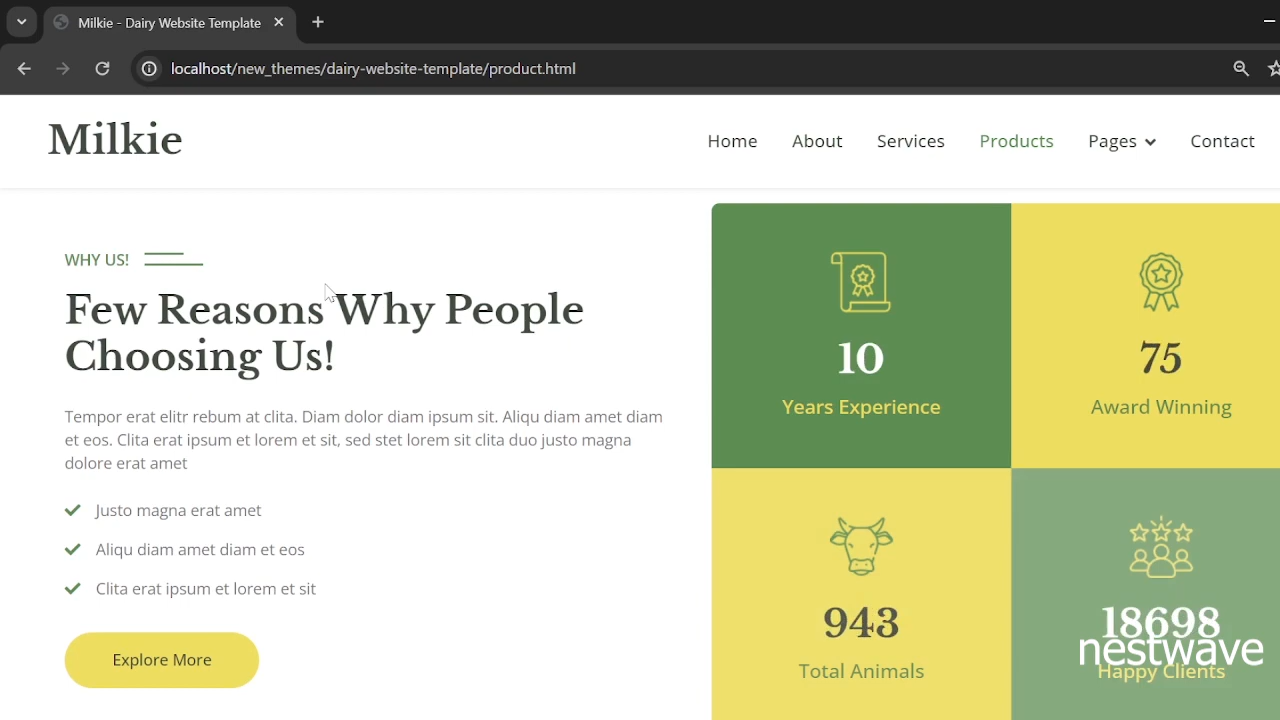 Milkie - Dairy Website Template
localhost/new_themes/dairy-website-template/product.html
Milkie
Home
About
Services
Products
Pages
Contact
WHY US!
Few Reasons Why People
Choosing Us!
Tempor erat elitr rebum at clita. Diam dolor diam ipsum sit. Aliqu diam amet diam
et eos. Clita erat ipsum et lorem et sit, sed stet lorem sit clita duo justo magna
dolore erat amet
Justo magna erat amet
Aliqu diam amet diam et eos
Clita erat ipsum et lorem et sit
Explore More
10
Years Experience
75
Award Winning
943
Total Animals
18698
Happy Clients
nestwave